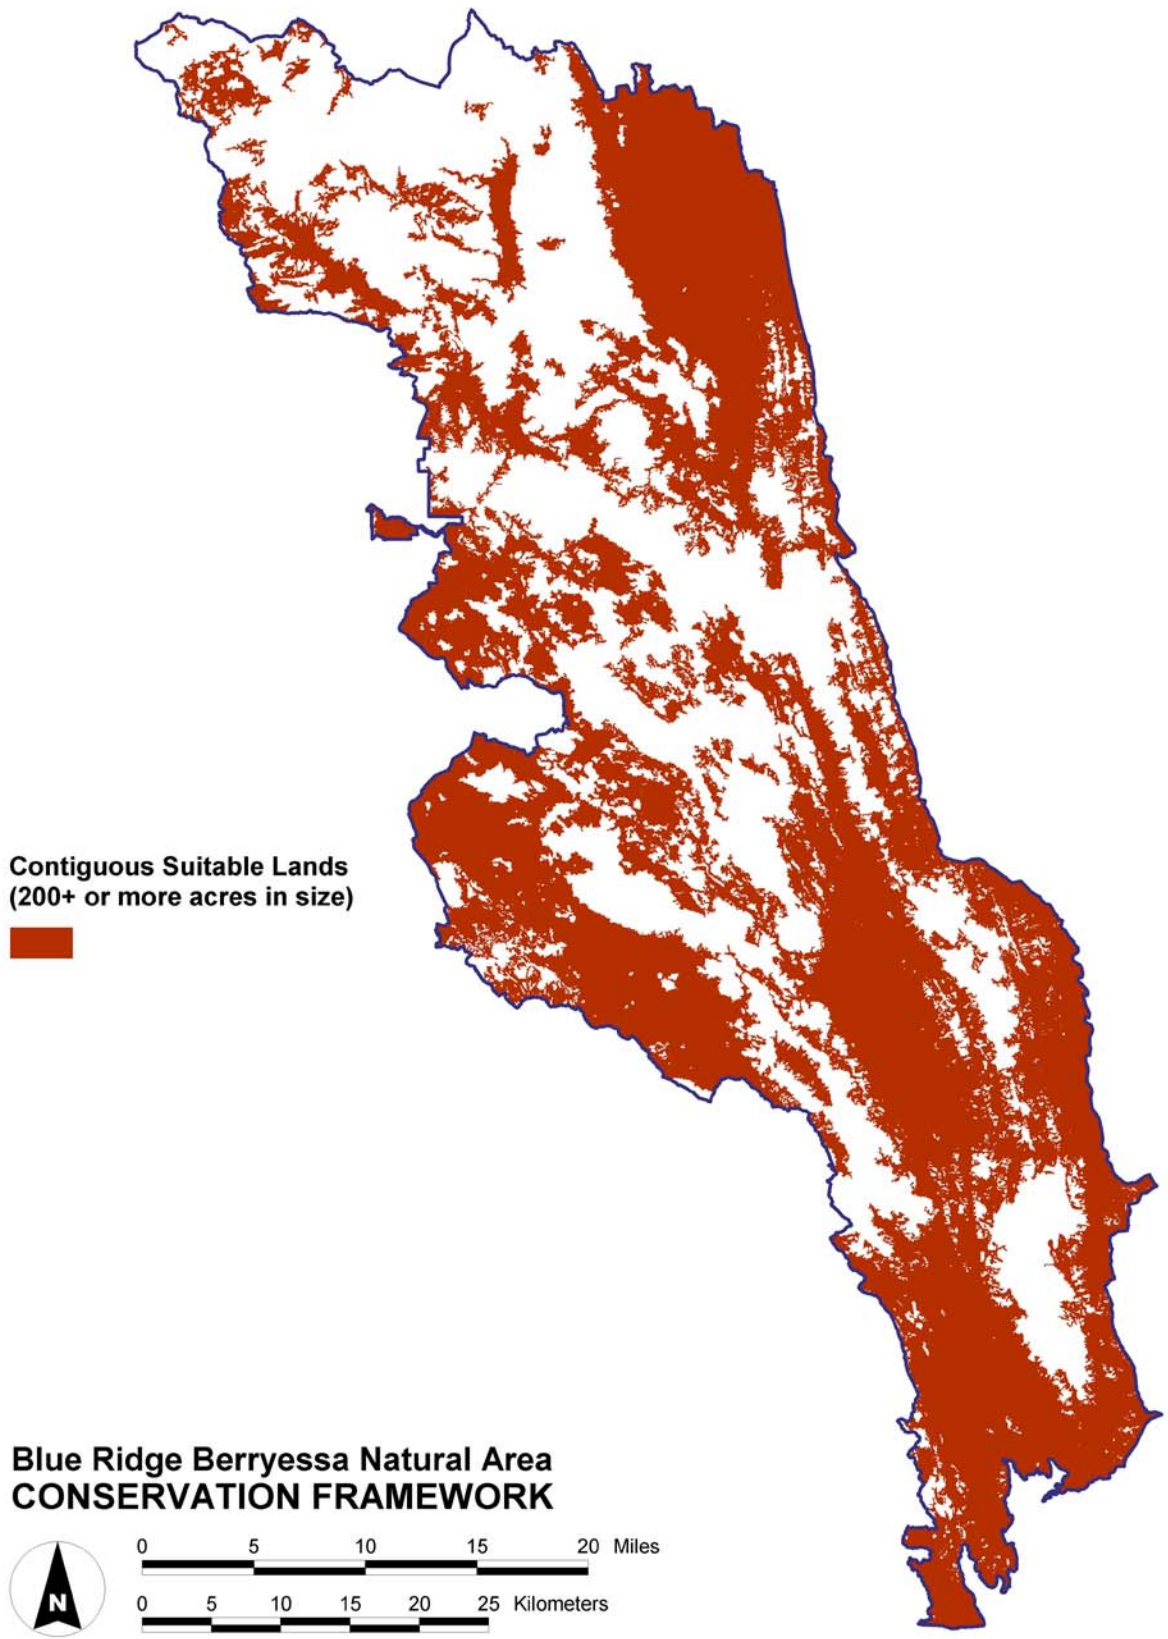 Contiguous Suitable Lands
(200+ or more acres in size)
Blue Ridge Berryessa Natural Area
CONSERVATION FRAMEWORK
N
0 5 10 15 20 Miles
0 5 10 15 20 25 Kilometers